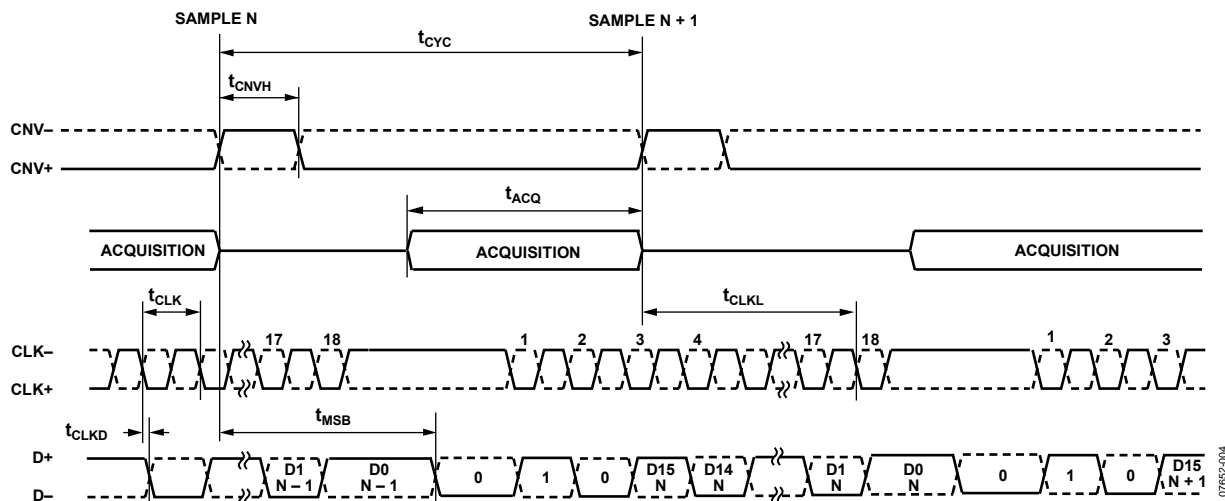 SAMPLE N SAMPLE N + 1
tCYC
tCNVH
CNV–
CNV+
tACQ
ACQUISITION ACQUISITION ACQUISITION
tCLK tCLKL
17 18 1 2 3 4 17 18 1 2 3
CLK–
CLK+
tCLKD tMSB
D+
D1 N – 1 D0 N – 1 0 1 0 D15 N D14 N D1 N D0 N 0 1 0 D15 N + 1
D–
07652-004